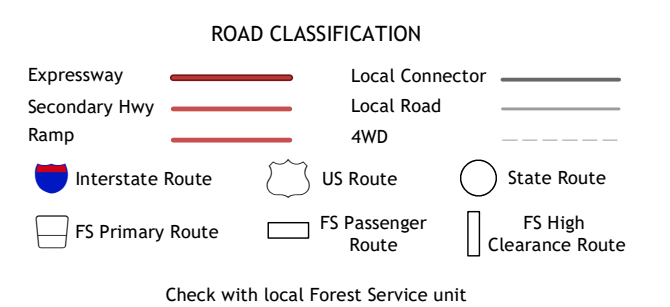 ROAD CLASSIFICATION
Expressway
Local Connector
Secondary Hwy
Local Road
Ramp
4WD
Interstate Route
US Route
State Route
FS Primary Route
FS Passenger
Route
FS High
Clearance Route
Check with local Forest Service unit